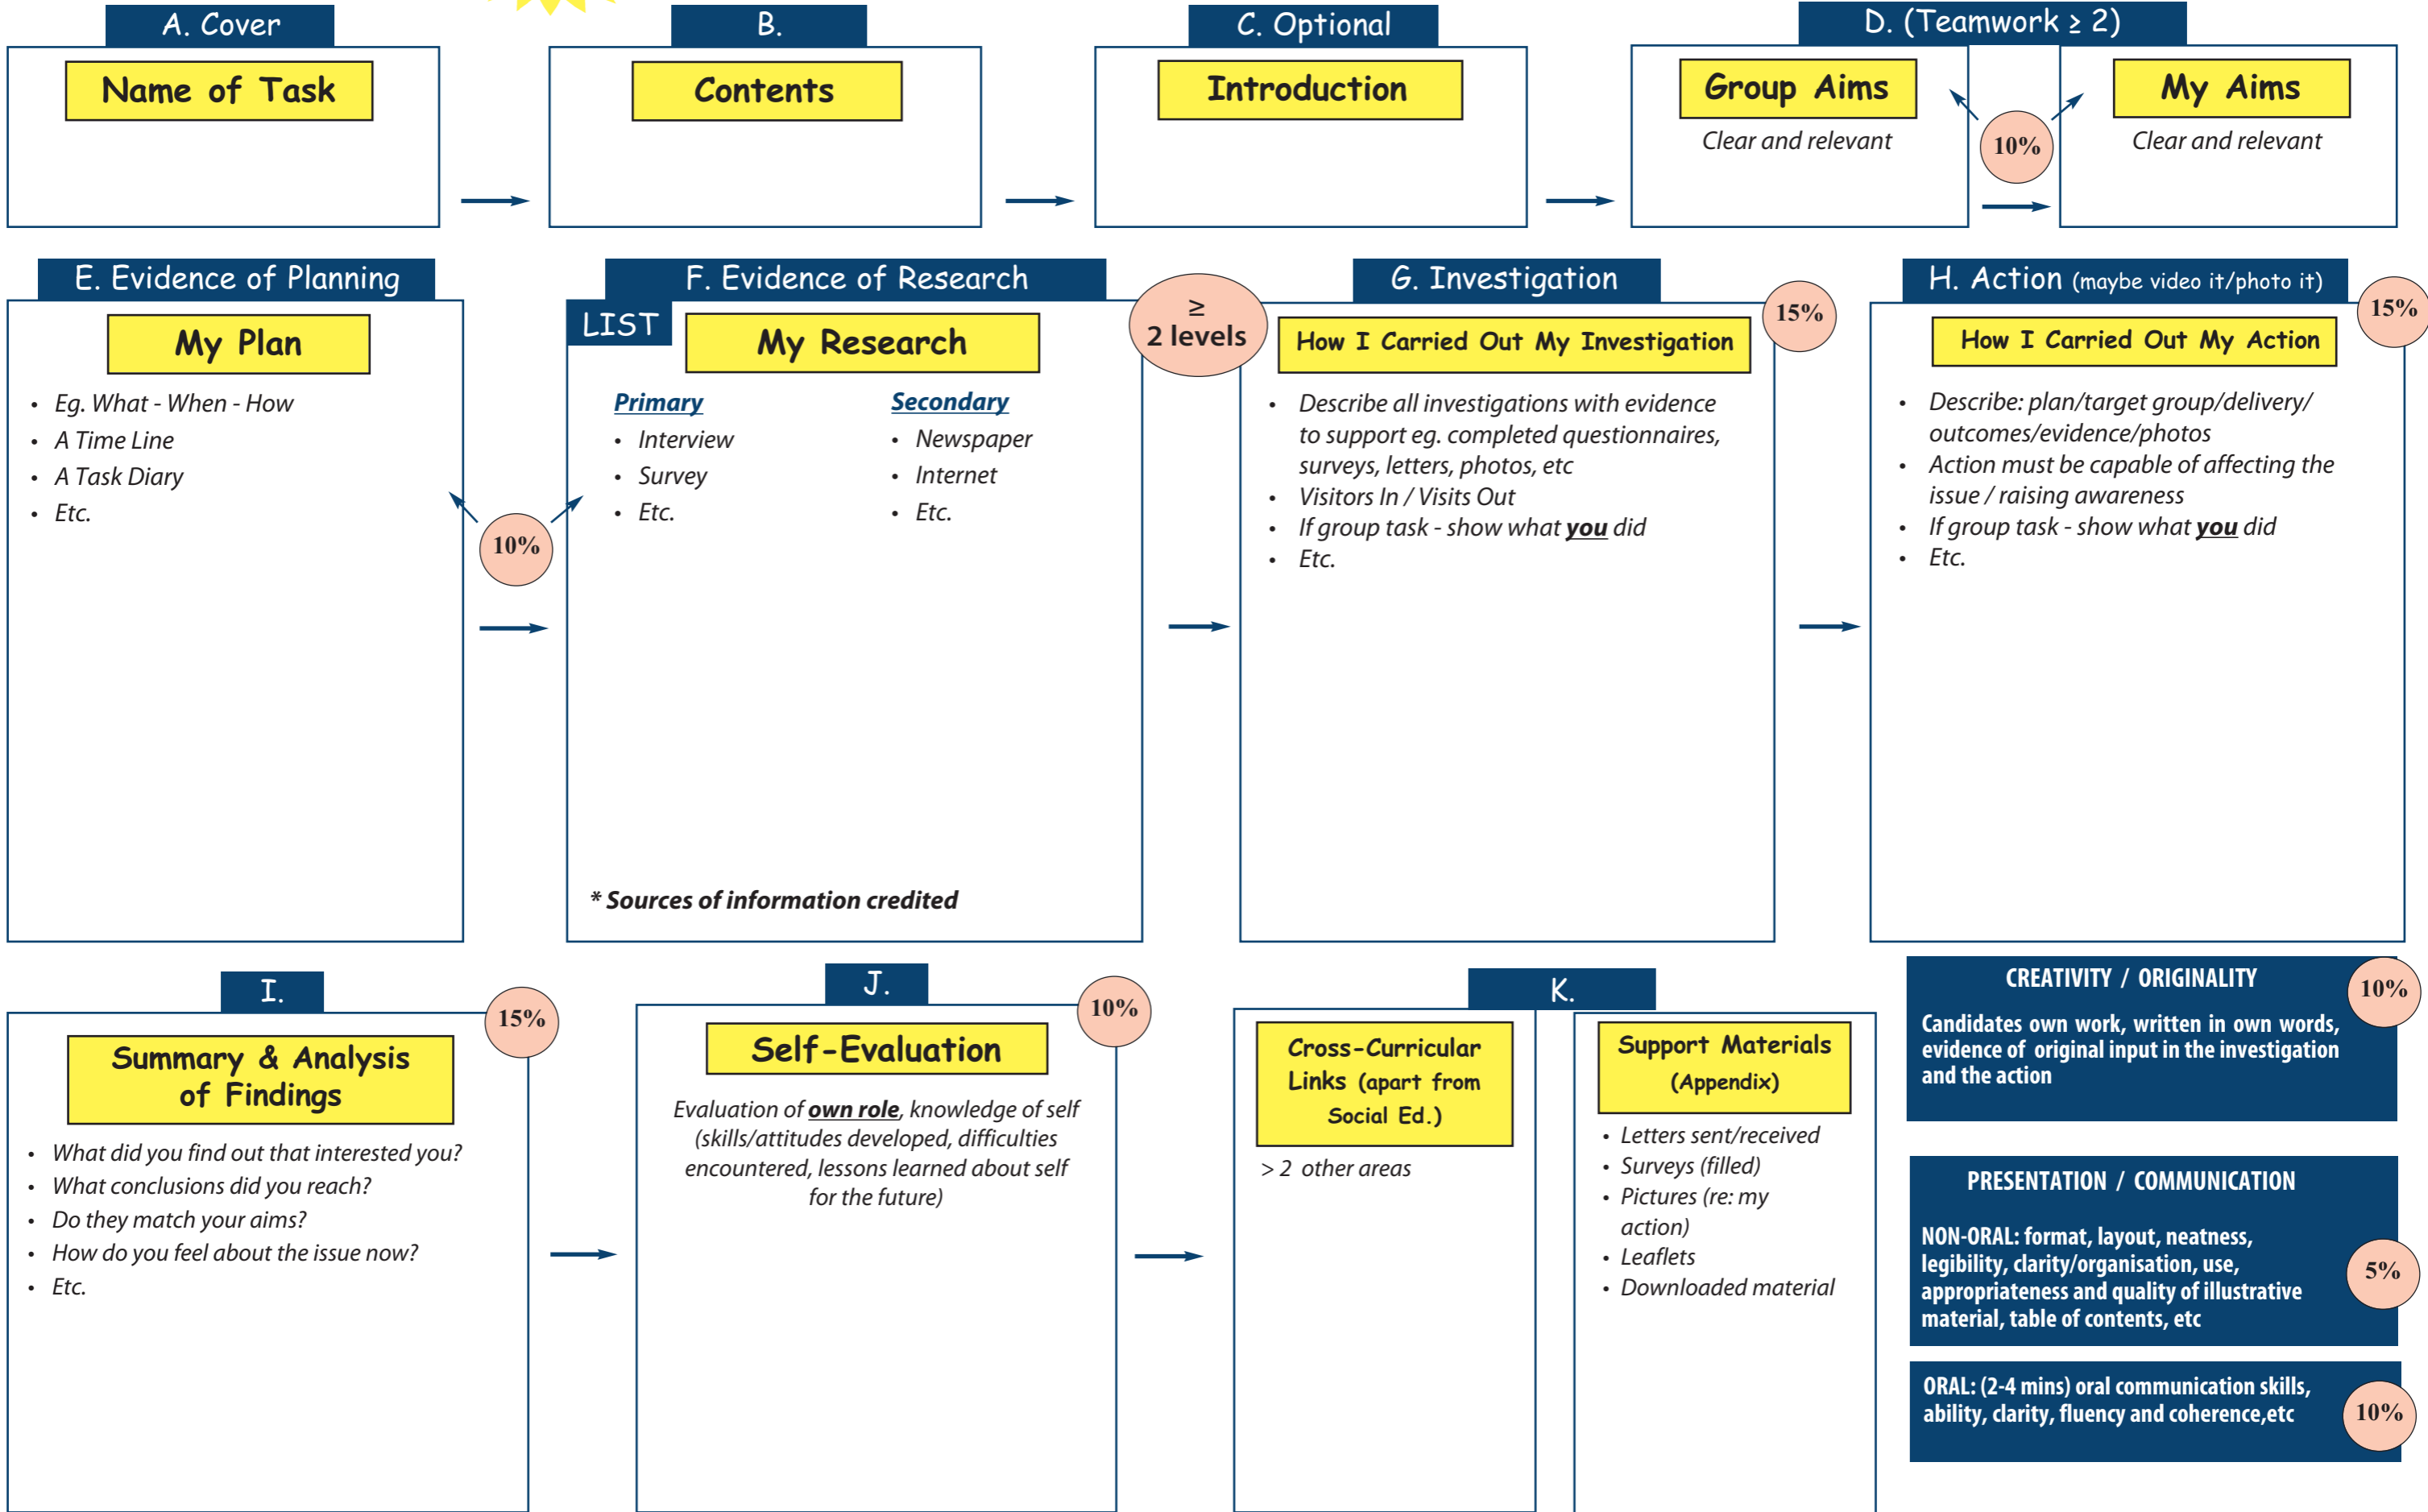 A. Cover
Name of Task
B.
Contents
C. Optional
Introduction
D. (Teamwork ≥ 2)
Group Aims
Clear and relevant
10%
My Aims
Clear and relevant
E. Evidence of Planning
My Plan
• Eg. What - When - How
• A Time Line
• A Task Diary
• Etc.
10%
F. Evidence of Research
LIST
My Research
Primary
• Interview
• Survey
• Etc.
Secondary
• Newspaper
• Internet
• Etc.
* Sources of information credited
≥
2 levels
G. Investigation
15%
How I Carried Out My Investigation
• Describe all investigations with evidence
to support eg. completed questionnaires,
surveys, letters, photos, etc
• Visitors In / Visits Out
• If group task - show what you did
• Etc.
H. Action (maybe video it/photo it)
15%
How I Carried Out My Action
• Describe: plan/target group/delivery/
outcomes/evidence/photos
• Action must be capable of affecting the
issue / raising awareness
• If group task - show what you did
• Etc.
I.
15%
Summary & Analysis
of Findings
• What did you find out that interested you?
• What conclusions did you reach?
• Do they match your aims?
• How do you feel about the issue now?
• Etc.
J.
10%
Self-Evaluation
Evaluation of own role, knowledge of self
(skills/attitudes developed, difficulties
encountered, lessons learned about self
for the future)
K.
Cross-Curricular
Links (apart from
Social Ed.)
> 2 other areas
Support Materials
(Appendix)
• Letters sent/received
• Surveys (filled)
• Pictures (re: my
action)
• Leaflets
• Downloaded material
CREATIVITY / ORIGINALITY
10%
Candidates own work, written in own words,
evidence of original input in the investigation
and the action
PRESENTATION / COMMUNICATION
NON-ORAL: format, layout, neatness,
legibility, clarity/organisation, use,
appropriateness and quality of illustrative
material, table of contents, etc
5%
ORAL: (2-4 mins) oral communication skills,
ability, clarity, fluency and coherence,etc
10%